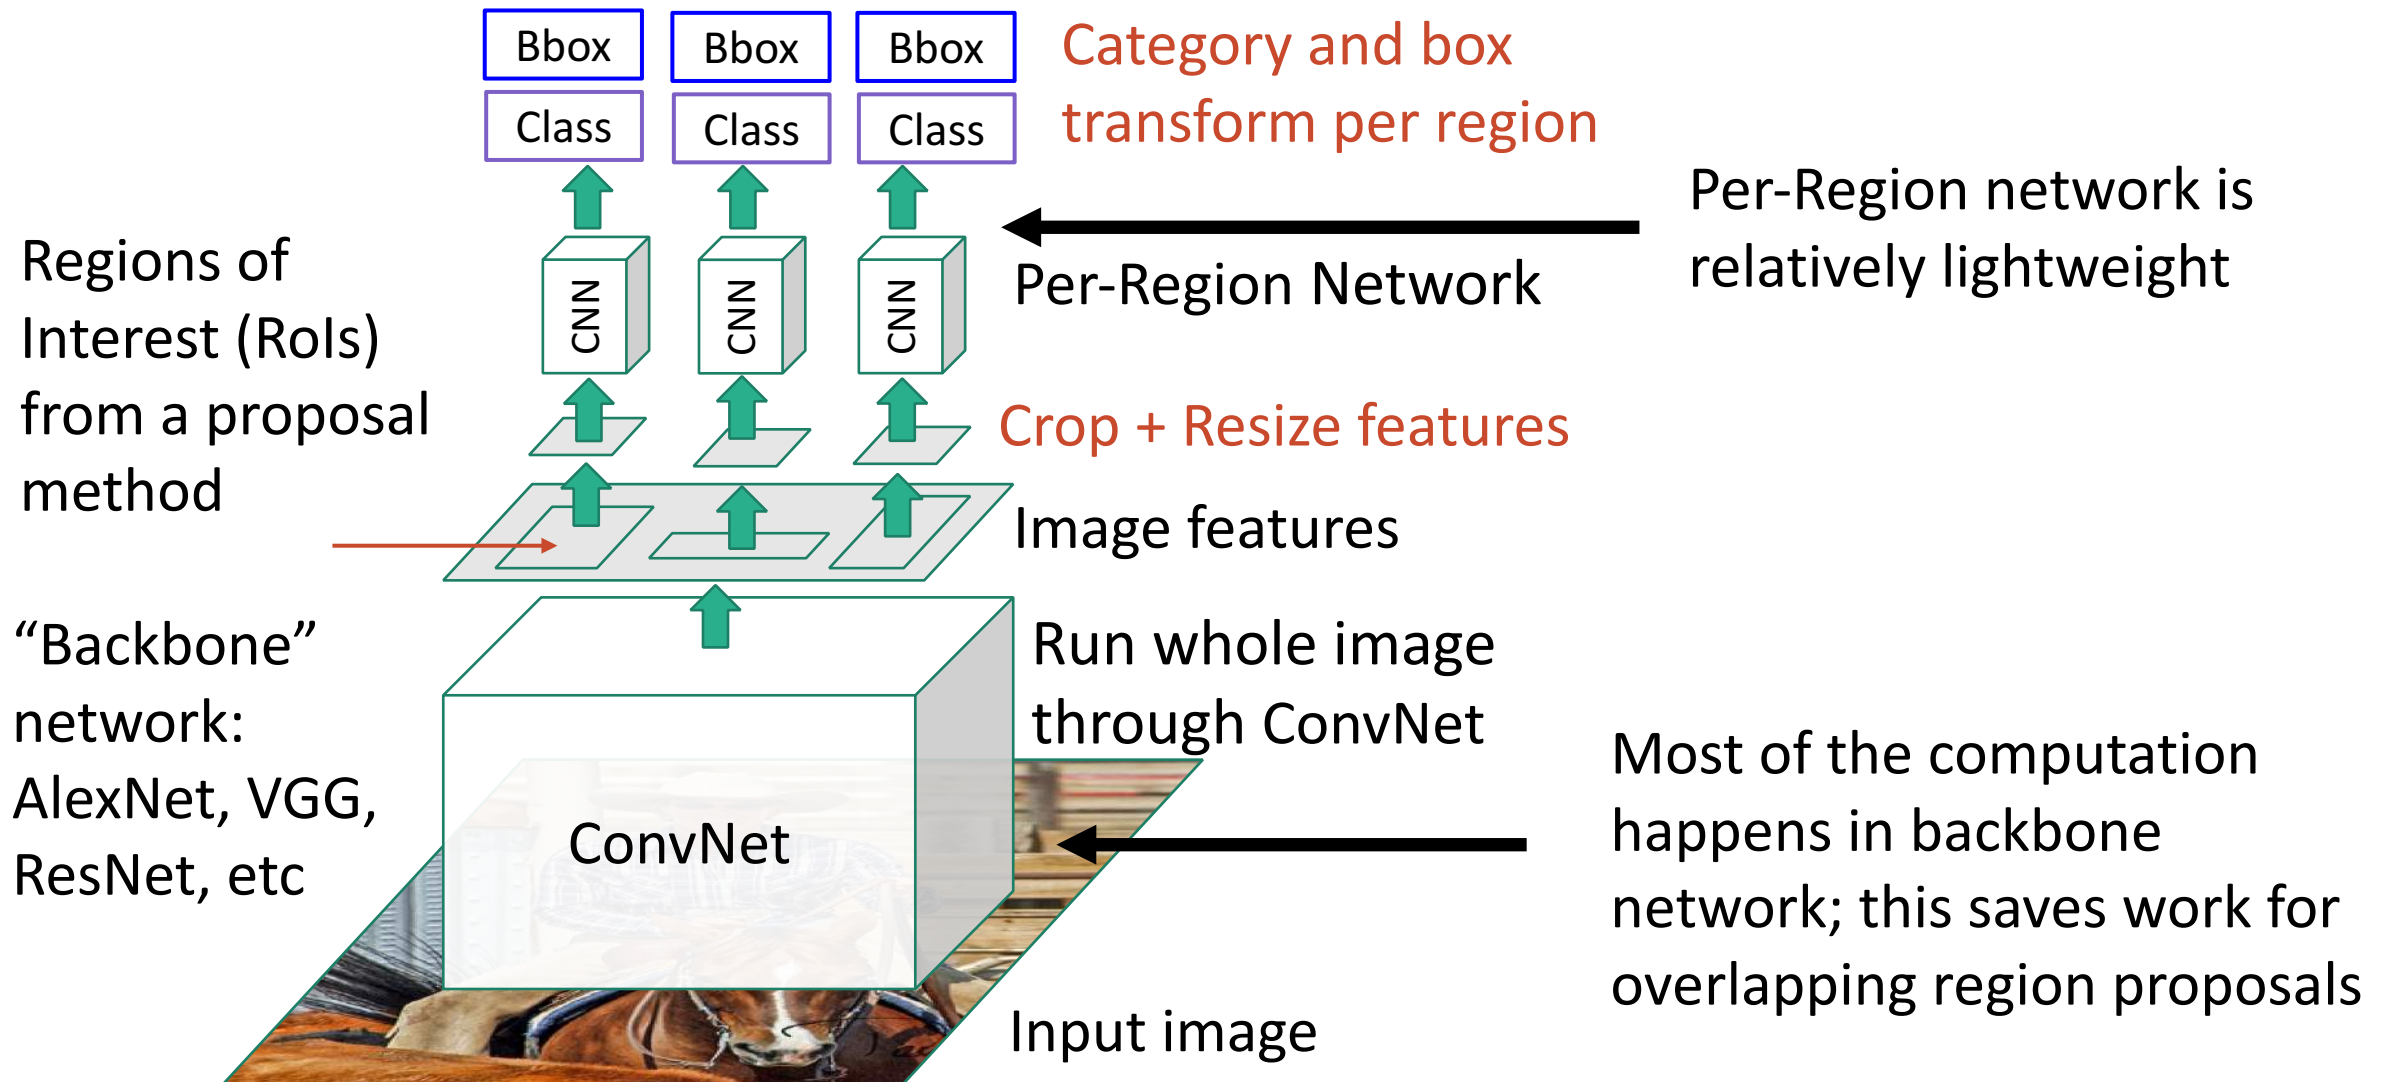 Bbox
Bbox
Bbox
Class
Class
Class
Category and box
transform per region
Per-Region network is
relatively lightweight
CNN
CNN
CNN
Per-Region Network
Regions of
Interest (RoIs)
from a proposal
method
Crop + Resize features
Image features
“Backbone”
network:
AlexNet, VGG,
ResNet, etc
Run whole image
through ConvNet
ConvNet
Most of the computation
happens in backbone
network; this saves work for
overlapping region proposals
Input image